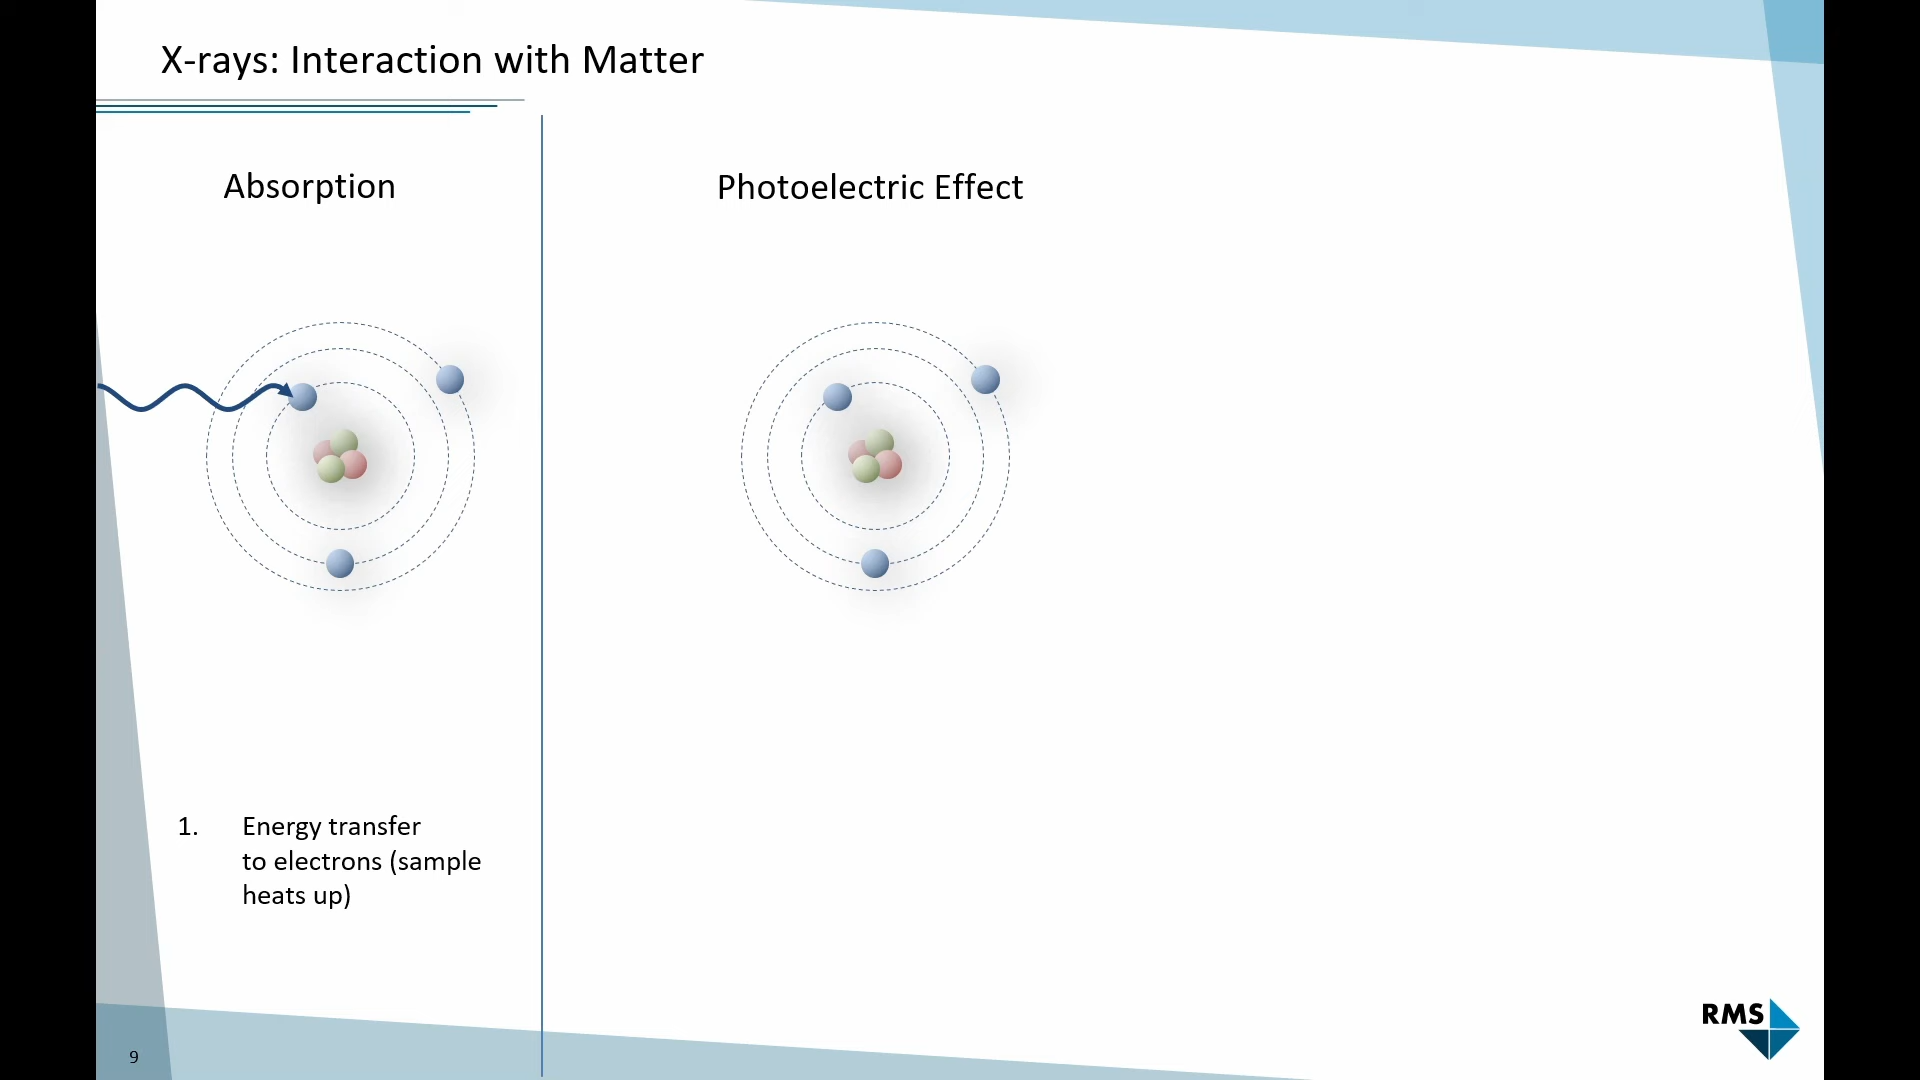 X-rays: Interaction with Matter
Absorption
Photoelectric Effect
1. Energy transfer
to electrons (sample
heats up)
RMS
9